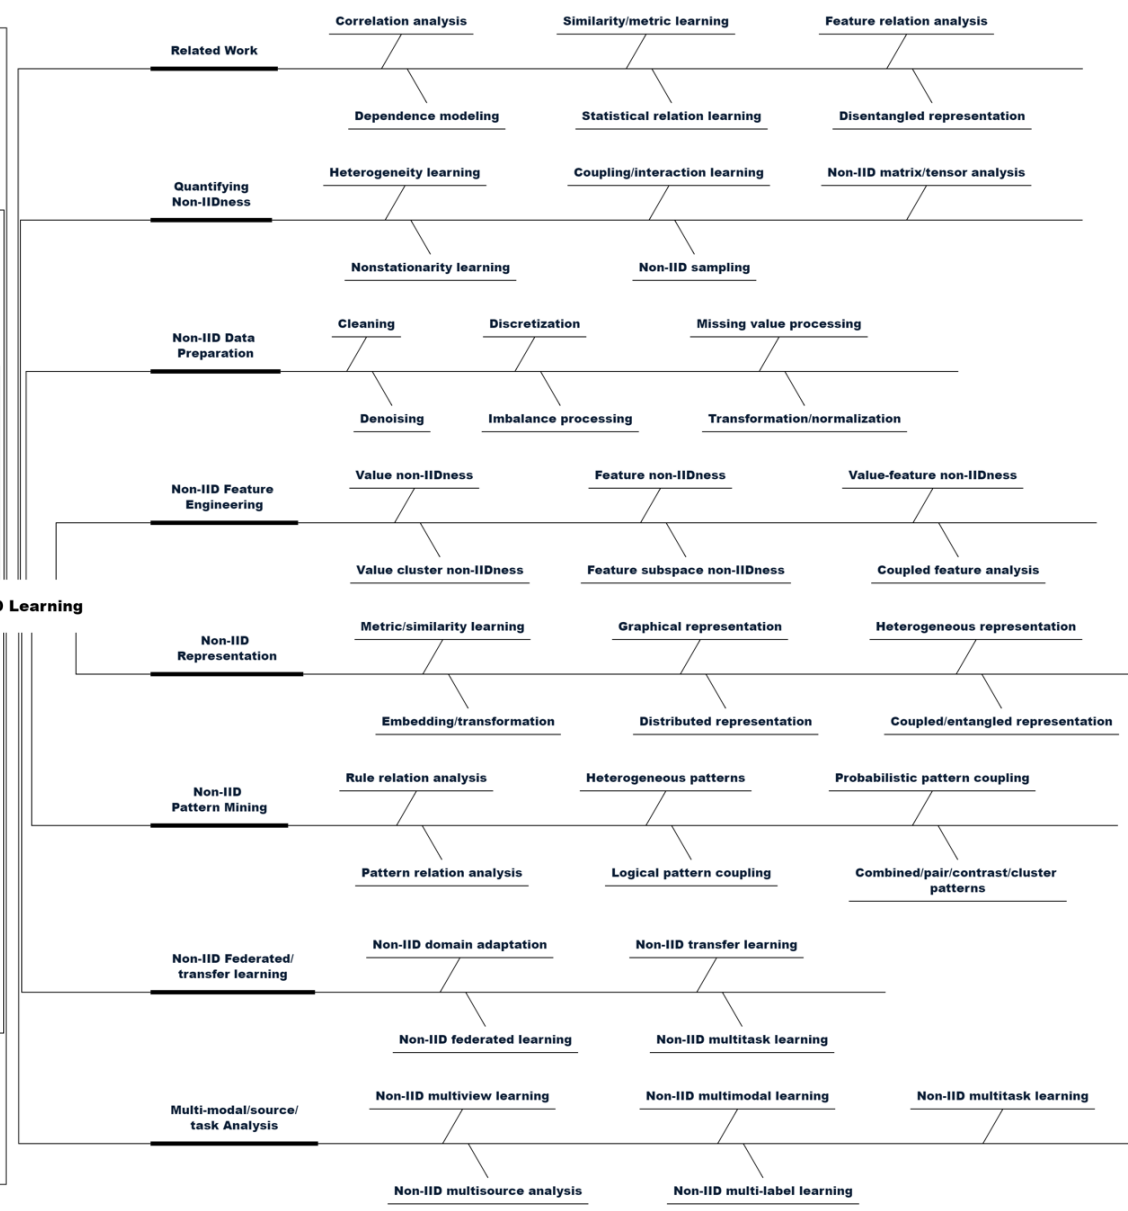 Related Work
Correlation analysis
Similarity/metric learning
Feature relation analysis
Dependence modeling
Statistical relation learning
Disentangled representation
Quantifying
Non-IIDness
Heterogeneity learning
Coupling/interaction learning
Non-IID matrix/tensor analysis
Nonstationarity learning
Non-IID sampling
Non-IID Data
Preparation
Cleaning
Discretization
Missing value processing
Denoising
Imbalance processing
Transformation/normalization
Non-IID Feature
Engineering
Value non-IIDness
Feature non-IIDness
Value-feature non-IIDness
Value cluster non-IIDness
Feature subspace non-IIDness
Coupled feature analysis
Learning
Non-IID
Representation
Metric/similarity learning
Graphical representation
Heterogeneous representation
Embedding/transformation
Distributed representation
Coupled/entangled representation
Non-IID
Pattern Mining
Rule relation analysis
Heterogeneous patterns
Probabilistic pattern coupling
Pattern relation analysis
Logical pattern coupling
Combined/pair/contrast/cluster
patterns
Non-IID Federated/
transfer learning
Non-IID domain adaptation
Non-IID transfer learning
Non-IID federated learning
Non-IID multitask learning
Multi-modal/source/
task Analysis
Non-IID multiview learning
Non-IID multimodal learning
Non-IID multitask learning
Non-IID multisource analysis
Non-IID multi-label learning